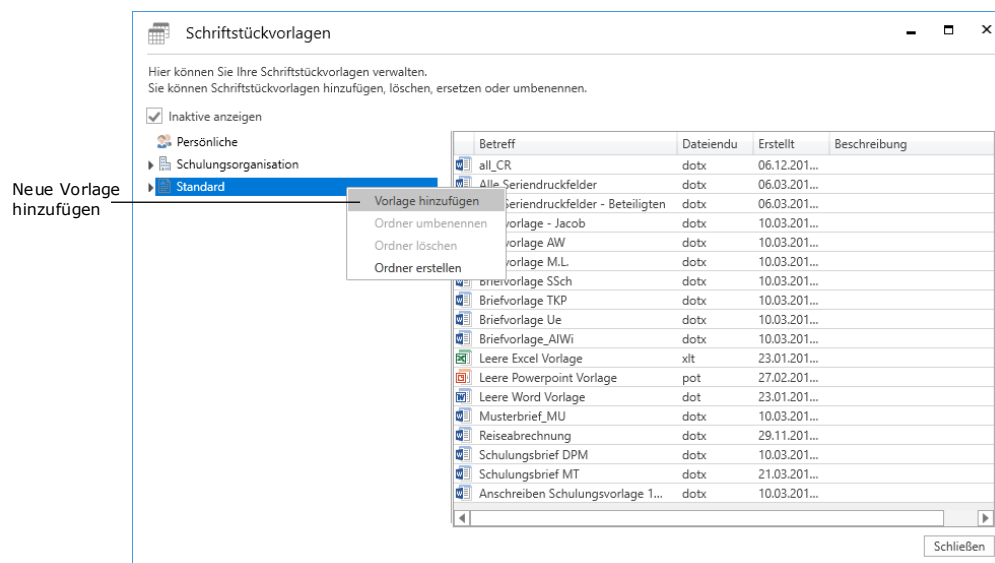 Schriftstückvorlagen
Hier können Sie Ihre Schriftstückvorlagen verwalten.
Sie können Schriftstückvorlagen hinzufügen, löschen, ersetzen oder umbenennen.
Inaktive anzeigen
Persönliche
Schulungsorganisation
Standard
Neue Vorlage
hinzufügen
Vorlage hinzufügen
Ordner umbenennen
Ordner löschen
Ordner erstellen
Betreff Dateiendu Erstellt Beschreibung
all_CR dotx 06.12.201...
Alle Seriendruckfelder dotx 06.03.201...
Seriendruckfelder - Beteiligten dotx 06.03.201...
vorlage - Jacob dotx 10.03.201...
vorlage AW dotx 10.03.201...
vorlage M.L. dotx 10.03.201...
Briefvorlage SSch dotx 10.03.201...
Briefvorlage TKP dotx 10.03.201...
Briefvorlage Ue dotx 10.03.201...
Briefvorlage_AIWi dotx 10.03.201...
Leere Excel Vorlage xlt 23.01.201...
Leere Powerpoint Vorlage pot 27.02.201...
Leere Word Vorlage dot 23.01.201...
Musterbrief_MU dotx 10.03.201...
Reiseabrechnung dotx 29.11.201...
Schulungsbrief DPM dotx 10.03.201...
Schulungsbrief MT dotx 21.03.201...
Anschreiben Schulungsvorlage 1... dotx 10.03.201...
Schließen